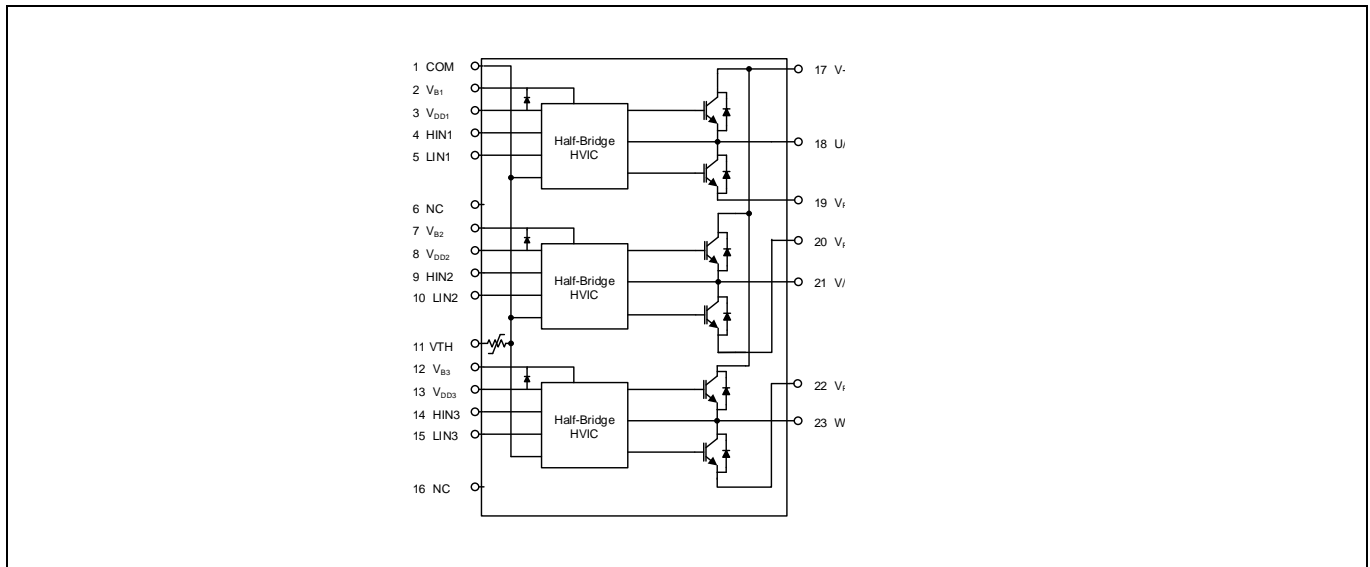 1 COM
2 VB1
3 VDD1
4 HIN1
5 LIN1
6 NC
7 VB2
8 VDD2
9 HIN2
10 LIN2
11 VTH
12 VB3
13 VDD3
14 HIN3
15 LIN3
16 NC
Half-Bridge
HVIC
Half-Bridge
HVIC
Half-Bridge
HVIC
17 V
18 U/
19 V
20 V
21 V/
22 V
23 W